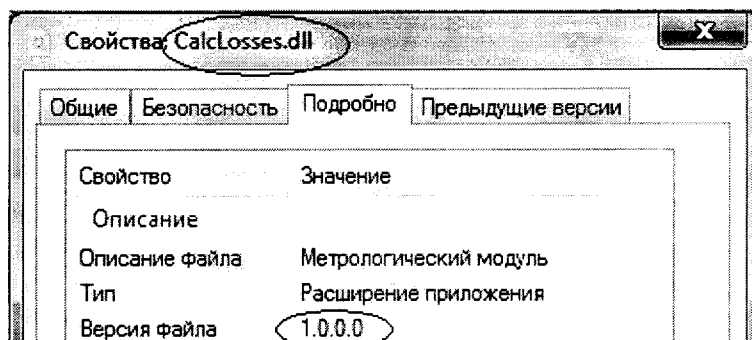 Свойства: CalcLosses.dll
Общие Безопасность Подробно Предыдущие версии
Свойство Значение
Описание
Описание файла Метрологический модуль
Тип Расширение приложения
Версия файла 1.0.0.0